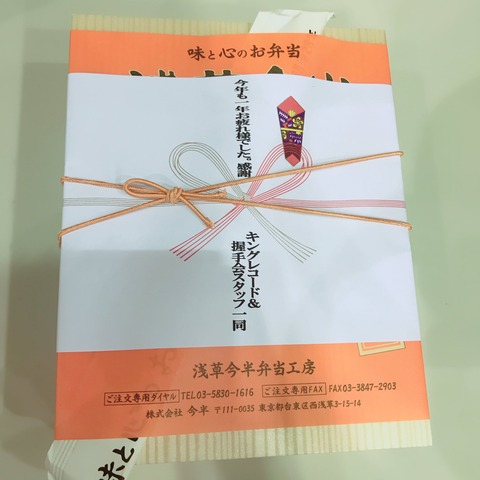 味と心のお弁当
今年も一年お疲れ様でした。感謝
キングレコード&
握手会スタッフ一同
浅草今半弁当工房
ご注文専用ダイヤル TEL03-5830-1616 ご注文専用FAX FAX03-3847-2903
株式会社 今半 〒111-0035 東京都台東区西浅草3-15-14
味と